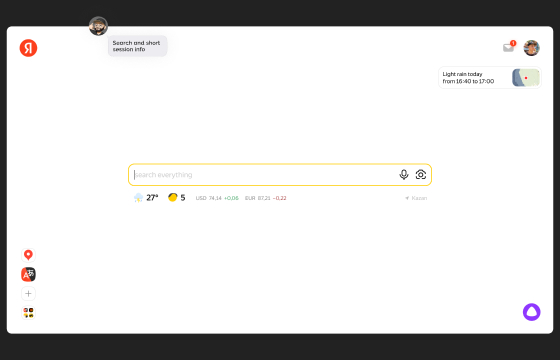 Я
Search and short
session info
1
Light rain today
from 16:40 to 17:00
Search everything
27° 5 USD 74,14 +0,06 EUR 87,21 −0,22 Kazan
A